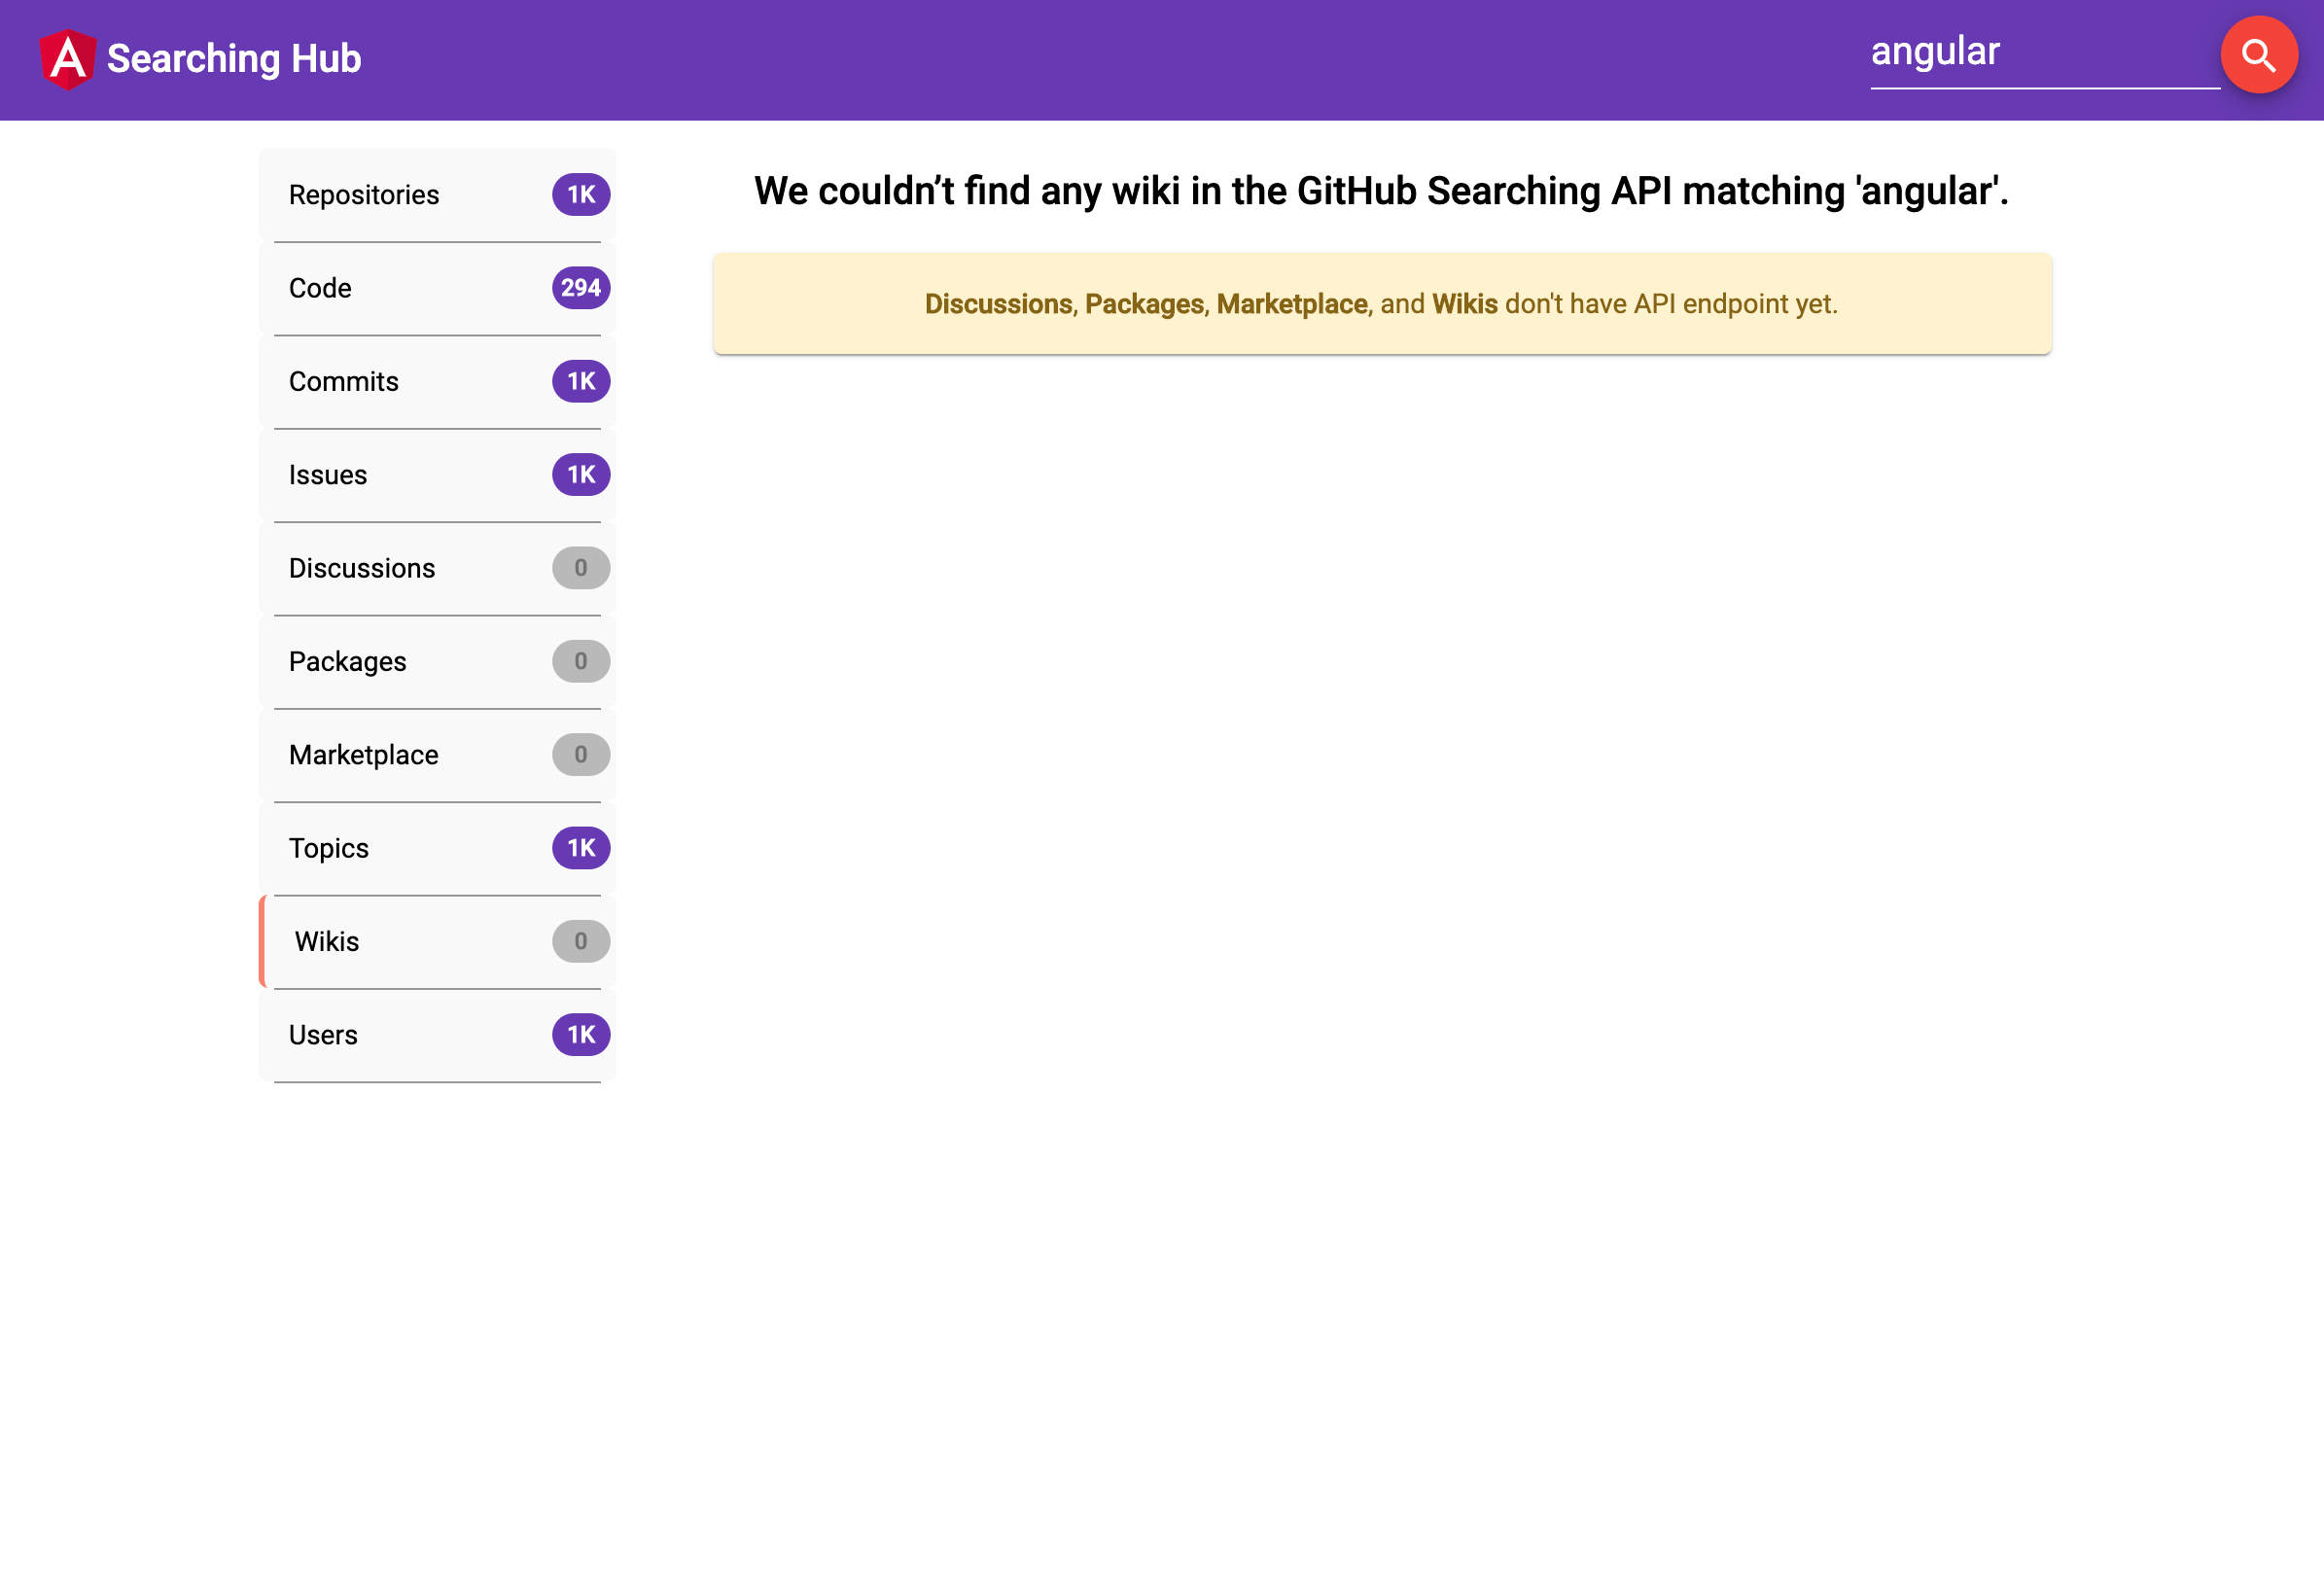 A Searching Hub
angular
Repositories 1K
Code 294
Commits 1K
Issues 1K
Discussions 0
Packages 0
Marketplace 0
Topics 1K
Wikis 0
Users 1K
We couldn’t find any wiki in the GitHub Searching API matching 'angular'.
Discussions, Packages, Marketplace, and Wikis don't have API endpoint yet.